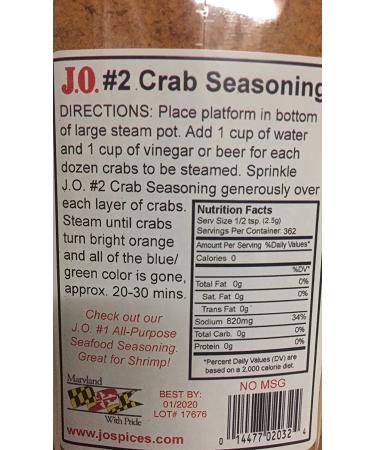 J.O. #2 Crab Seasoning
DIRECTIONS: Place platform in bottom
of large steam pot. Add 1 cup of water
and 1 cup of vinegar or beer for each
dozen crabs to be steamed. Sprinkle
J.O. #2 Crab Seasoning generously over
each layer of crabs.
Steam until crabs
turn bright orange
and all of the blue/
green color is gone,
approx. 20-30 mins.
Nutrition Facts
Serv Size 1/2 tsp. (2.5g)
Servings Per Container: 362
Amount Per Serving %Daily Values*
Calories 0
%DV*
Total Fat 0g 0%
Sat. Fat 0g 0%
Trans Fat 0g
Sodium 820mg 34%
Total Carb. 0g 0%
Protein 0g 0%
*Percent Daily Values (DV) are
based on a 2,000 calorie diet.
Check out our
J.O. #1 All-Purpose
Seafood Seasoning.
Great for Shrimp!
Maryland
With Pride
BEST BY:
01/2020
LOT# 17676
NO MSG
0 14477 02032 4
www.jospices.com